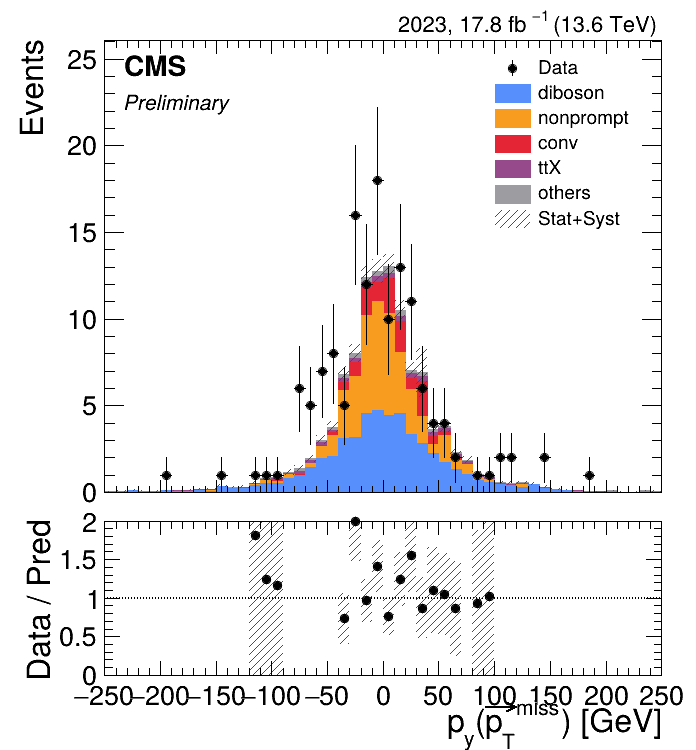 2023, 17.8 fb⁻¹ (13.6 TeV)
CMS
Preliminary
Events
25
20
15
10
5
0
Data
diboson
nonprompt
conv
ttX
others
Stat+Syst
Data / Pred
2
1.5
1
0.5
0
−250 −200 −150 −100 −50 0 50 100 150 200 250
p_y(p⃗_T^miss) [GeV]